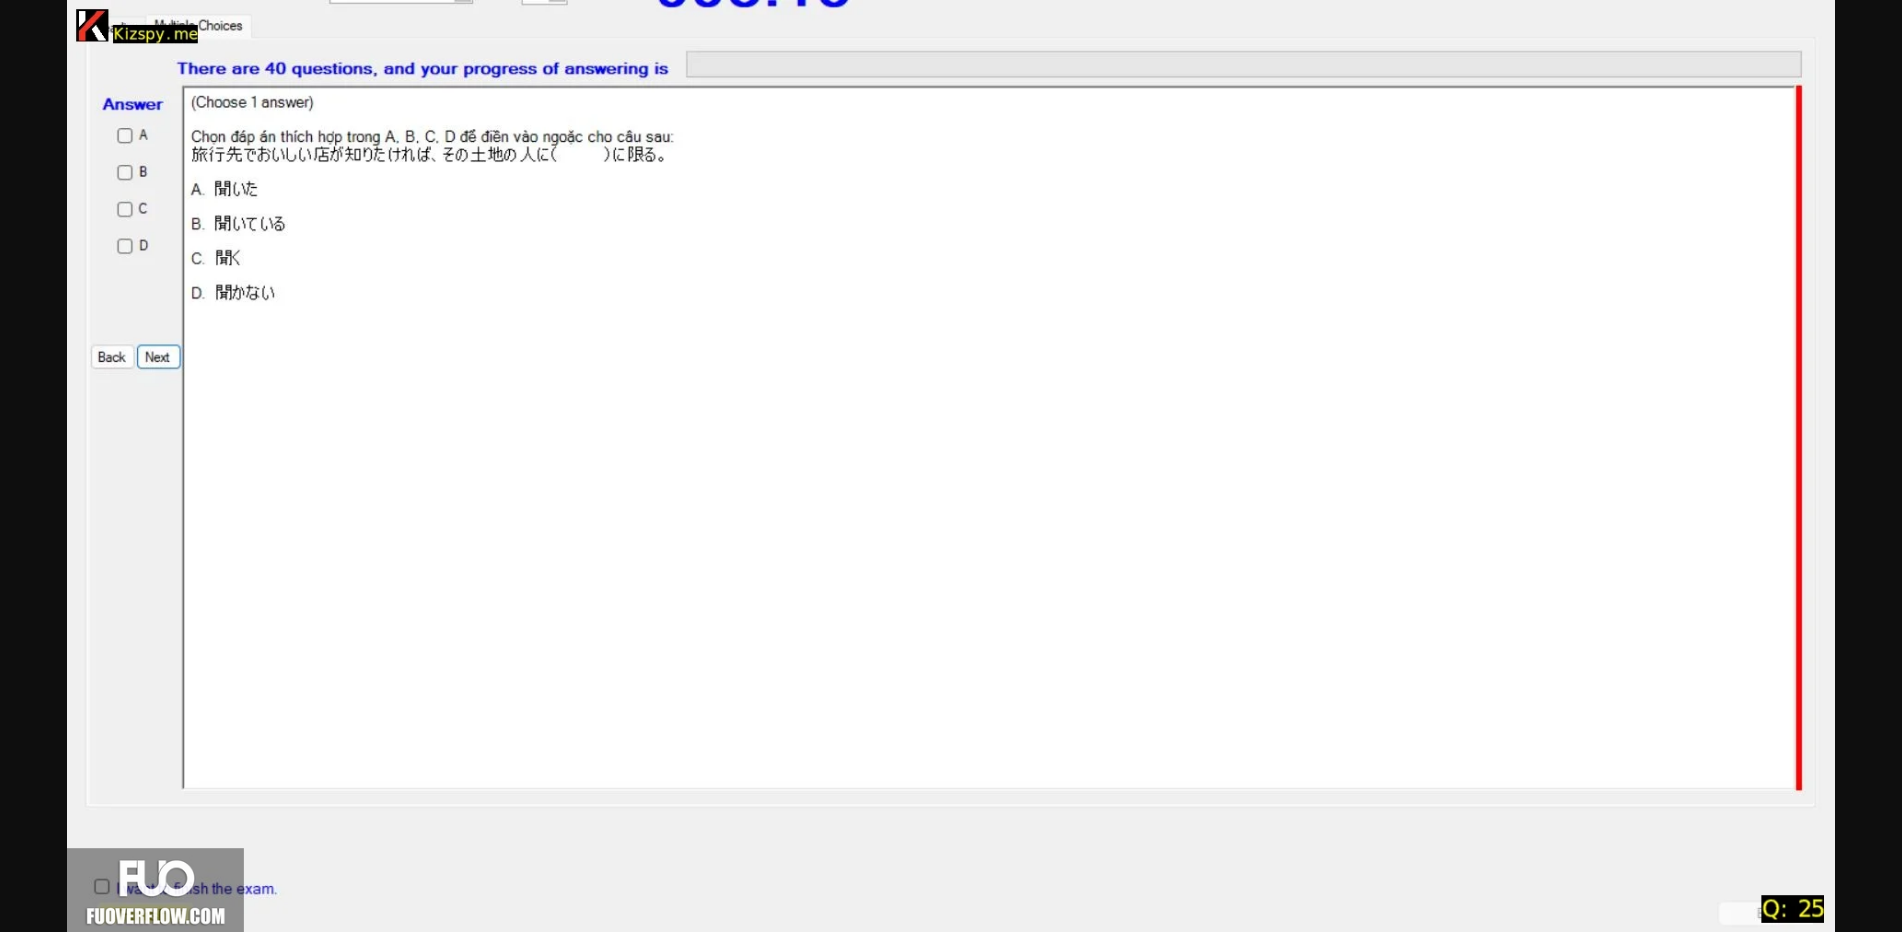 Multiple Choices
Kizspy.me
There are 40 questions, and your progress of answering is
Answer
(Choose 1 answer)
A
Chọn đáp án thích hợp trong A, B, C, D để điền vào ngoặc cho câu sau:
旅行先でおいしい店が知りたければ、その土地の人に(　　　)に限る。
B
A. 聞いた
C
B. 聞いている
D
C. 聞く
D. 聞かない
Back Next
I want finish the exam.
FUO
FUOVERFLOW.COM
Q: 25